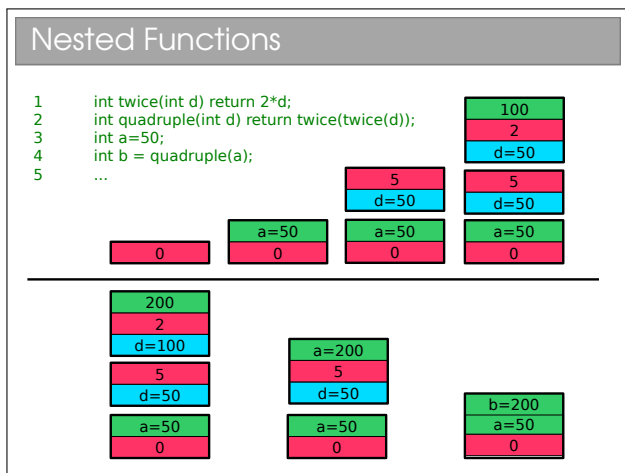 Nested Functions
1 int twice(int d) return 2*d;
2 int quadruple(int d) return twice(twice(d));
3 int a=50;
4 int b = quadruple(a);
5 ...
0
a=50
0
5
d=50
a=50
0
100
2
d=50
5
d=50
a=50
0
200
2
d=100
5
d=50
a=50
0
a=200
5
d=50
a=50
0
b=200
a=50
0